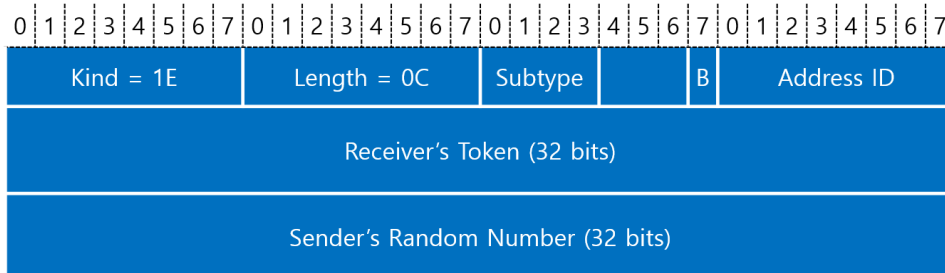 0 1 2 3 4 5 6 7 0 1 2 3 4 5 6 7 0 1 2 3 4 5 6 7 0 1 2 3 4 5 6 7
Kind = 1E Length = 0C Subtype B Address ID
Receiver's Token (32 bits)
Sender's Random Number (32 bits)